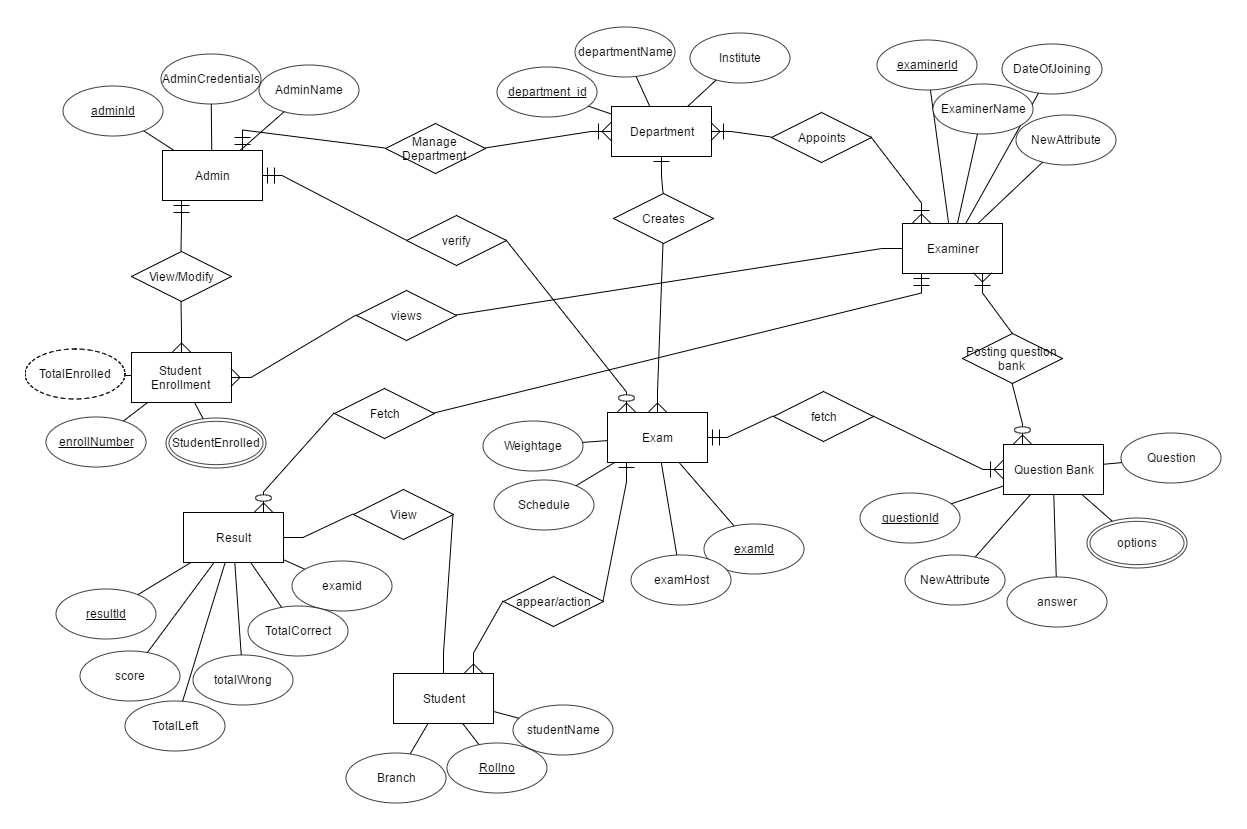 departmentName
Institute
examinerId
DateOfJoining
AdminCredentials
AdminName
adminId
department_id
ExaminerName
NewAttribute
Department
Appoints
Manage
Department
Admin
Creates
verify
Examiner
View/Modify
views
Posting question
bank
TotalEnrolled
Student
Enrollment
Fetch
fetch
Exam
enrollNumber
StudentEnrolled
Weightage
Question Bank
Question
Schedule
View
questionId
Result
examId
options
examid
examHost
NewAttribute
answer
resultId
appear/action
TotalCorrect
score
totalWrong
TotalLeft
Student
studentName
Branch
Rollno